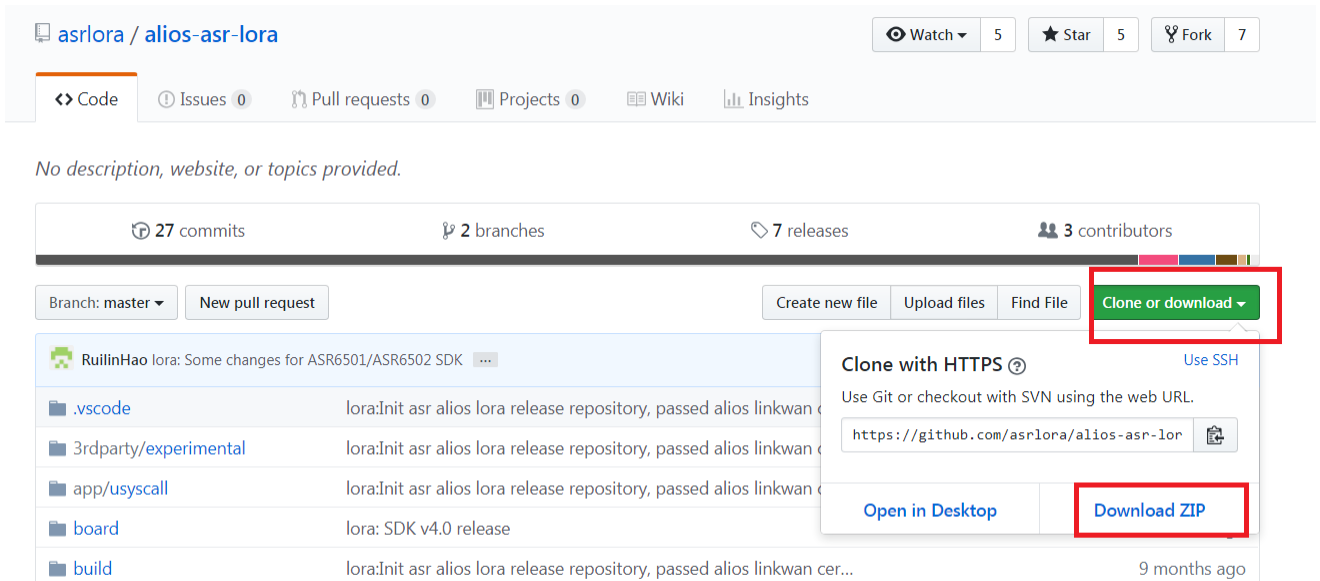 asrlora / alios-asr-lora
Watch 5 Star 5 Fork 7
Code Issues 0 Pull requests 0 Projects 0 Wiki Insights
No description, website, or topics provided.
27 commits 2 branches 7 releases 3 contributors
Branch: master New pull request Create new file Upload files Find File Clone or download
RuilinHao lora: Some changes for ASR6501/ASR6502 SDK ...
Clone with HTTPS ? Use SSH
Use Git or checkout with SVN using the web URL.
https://github.com/asrlora/alios-asr-lor
Open in Desktop Download ZIP
.vscode lora:Init asr alios lora release repository, passed alios linkwan
3rdparty/experimental lora:Init asr alios lora release repository, passed alios linkwan
app/usyscall lora:Init asr alios lora release repository, passed alios linkwan
board lora: SDK v4.0 release
build lora:Init asr alios lora release repository, passed alios linkwan cer... 9 months ago